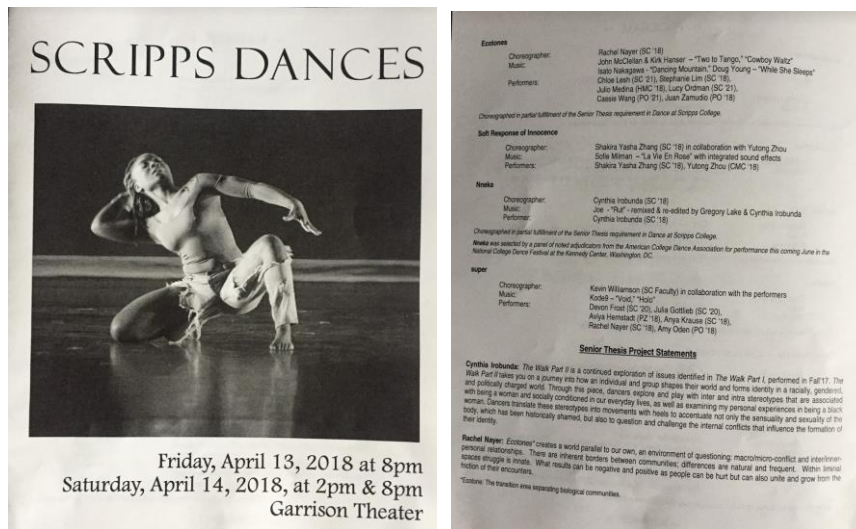 SCRIPPS DANCES
Friday, April 13, 2018 at 8pm
Saturday, April 14, 2018, at 2pm & 8pm
Garrison Theater
Ecotones
Choreographer: Rachel Nayer (SC '18)
Music: John McClellan & Kirk Hanser – "Two to Tango," "Cowboy Waltz"
Isato Nakagawa - "Dancing Mountain," Doug Young – "While She Sleeps"
Performers: Chloe Lesh (SC '21), Stephanie Lim (SC '18),
Julio Medina (HMC '18), Lucy Ordman (SC '21),
Cassie Wang (PO '21), Juan Zamudio (PO '18)
Choreographed in partial fulfillment of the Senior Thesis requirement in Dance at Scripps College.
Soft Response of Innocence
Choreographer: Shakira Yasha Zhang (SC '18) in collaboration with Yutong Zhou
Music: Sofie Milman – "La Vie En Rose" with integrated sound effects
Performers: Shakira Yasha Zhang (SC '18), Yutong Zhou (CMC '18)
Nneka
Choreographer: Cynthia Irobunda (SC '18)
Music: Joe - "Rut" - remixed & re-edited by Gregory Lake & Cynthia Irobunda
Performer: Cynthia Irobunda (SC '18)
Choreographed in partial fulfillment of the Senior Thesis requirement in Dance at Scripps College.
Nneka was selected by a panel of noted adjudicators from the American College Dance Association for performance this coming June in the
National College Dance Festival at the Kennedy Center, Washington, DC.
super
Choreographer: Kevin Williamson (SC Faculty) in collaboration with the performers
Music: Kode9 – "Void," "Holo"
Performers: Devon Frost (SC '20), Julia Gottlieb (SC '20),
Aviya Hernstadt (PZ '18), Anya Krause (SC '18),
Rachel Nayer (SC '18), Amy Oden (PO '18)
Senior Thesis Project Statements
Cynthia Irobunda: The Walk Part II is a continued exploration of issues identified in The Walk Part I, performed in Fall'17. The
Walk Part II takes you on a journey into how an individual and group shapes their world and forms identity in a racially, gendered,
and politically charged world. Through this piece, dancers explore and play with inter and intra stereotypes that are associated
with being a woman and socially conditioned in our everyday lives, as well as examining my personal experiences in being a black
woman. Dancers translate these stereotypes into movements with heels to accentuate not only the sensuality and sexuality of the
body, which has been historically shamed, but also to question and challenge the internal conflicts that influence the formation of
their identity.
Rachel Nayer: Ecotones* creates a world parallel to our own, an environment of questioning: macro/micro-conflict and inter/inner-
personal relationships. There are inherent borders between communities; differences are natural and frequent. Within liminal
spaces struggle is innate. What results can be negative and positive as people can be hurt but can also unite and grow from the
friction of their encounters.
*Ecotone: The transition area separating biological communities.